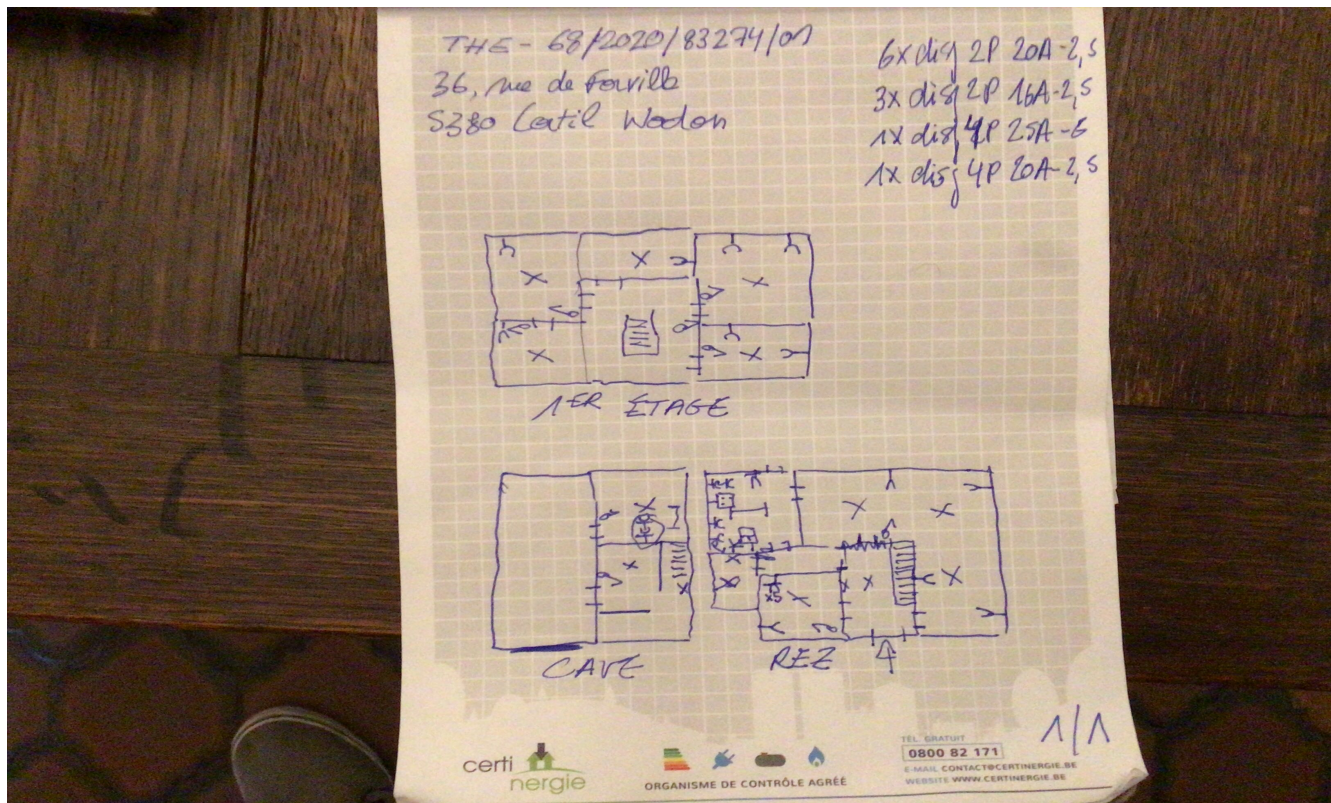 THE - 68/2020/83274/01
36, rue de Forville
5380 Cortil Wodon
6x disj 2P 20A-2,5
3x disj 2P 16A-2,5
1x disj 4P 25A-6
1x disj 4P 20A-2,5
1ER ETAGE
CAVE
REZ
1/1
certi
nergie
ORGANISME DE CONTRÔLE AGRÉÉ
TÉL. GRATUIT
0800 82 171
E-MAIL CONTACT@CERTINERGIE.BE
WEBSITE WWW.CERTINERGIE.BE